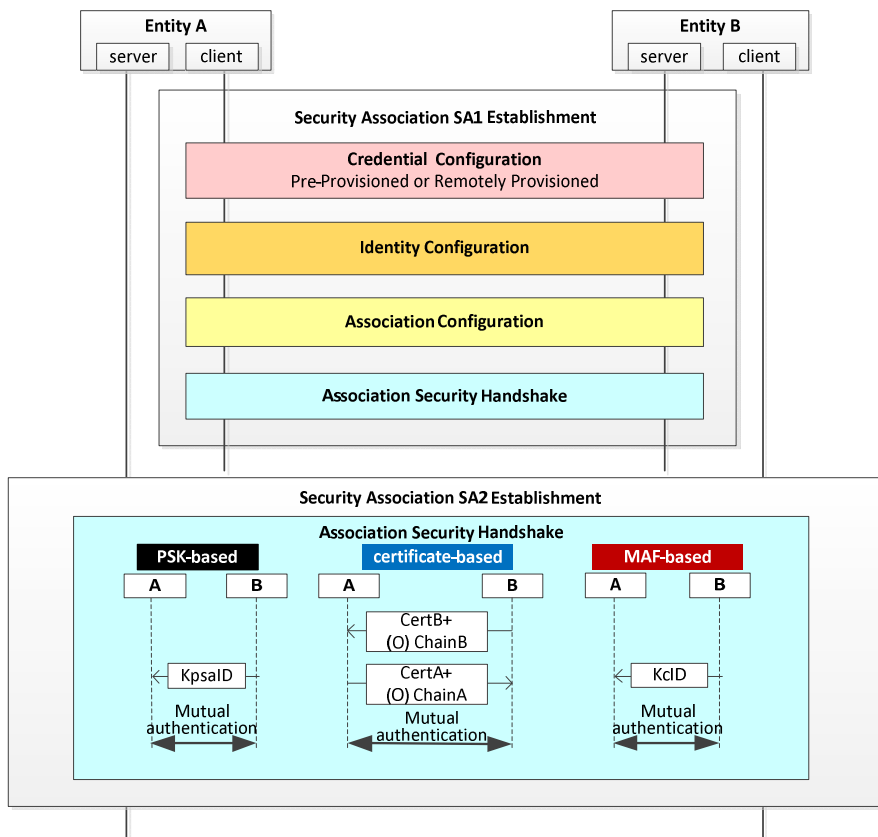 Entity A
server
client
Entity B
server
client
Security Association SA1 Establishment
Credential Configuration
Pre-Provisioned or Remotely Provisioned
Identity Configuration
Association Configuration
Association Security Handshake
Security Association SA2 Establishment
Association Security Handshake
PSK-based
A
B
KpsaID
Mutual
authentication
certificate-based
A
B
CertB+
(O) ChainB
CertA+
(O) ChainA
Mutual
authentication
MAF-based
A
B
KcID
Mutual
authentication